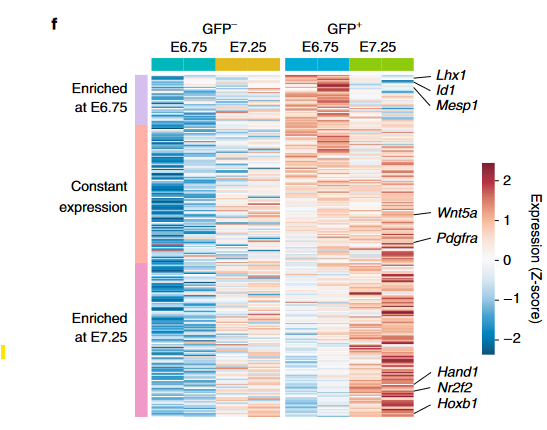 f
GFP⁻ GFP⁺
E6.75 E7.25 E6.75 E7.25
Enriched
at E6.75
Constant
expression
Enriched
at E7.25
Lhx1
Id1
Mesp1
Wnt5a
Pdgfra
Hand1
Nr2f2
Hoxb1
2
1
0
−1
−2
Expression (Z-score)